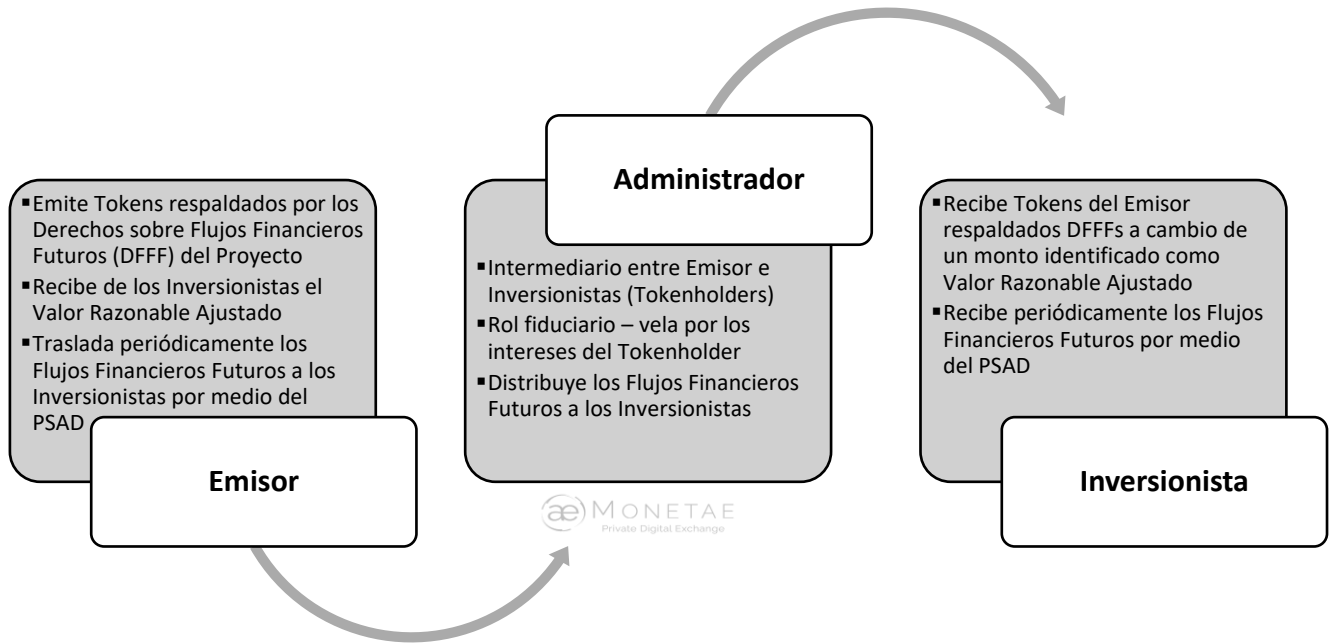 ▪Emite Tokens respaldados por los
Derechos sobre Flujos Financieros
Futuros (DFFF) del Proyecto
▪Recibe de los Inversionistas el
Valor Razonable Ajustado
▪Traslada periódicamente los
Flujos Financieros Futuros a los
Inversionistas por medio del
PSAD
Emisor
Administrador
▪Intermediario entre Emisor e
Inversionistas (Tokenholders)
▪Rol fiduciario – vela por los
intereses del Tokenholder
▪Distribuye los Flujos Financieros
Futuros a los Inversionistas
æ MONETAE
Private Digital Exchange
▪Recibe Tokens del Emisor
respaldados DFFFs a cambio de
un monto identificado como
Valor Razonable Ajustado
▪Recibe periódicamente los Flujos
Financieros Futuros por medio
del PSAD
Inversionista